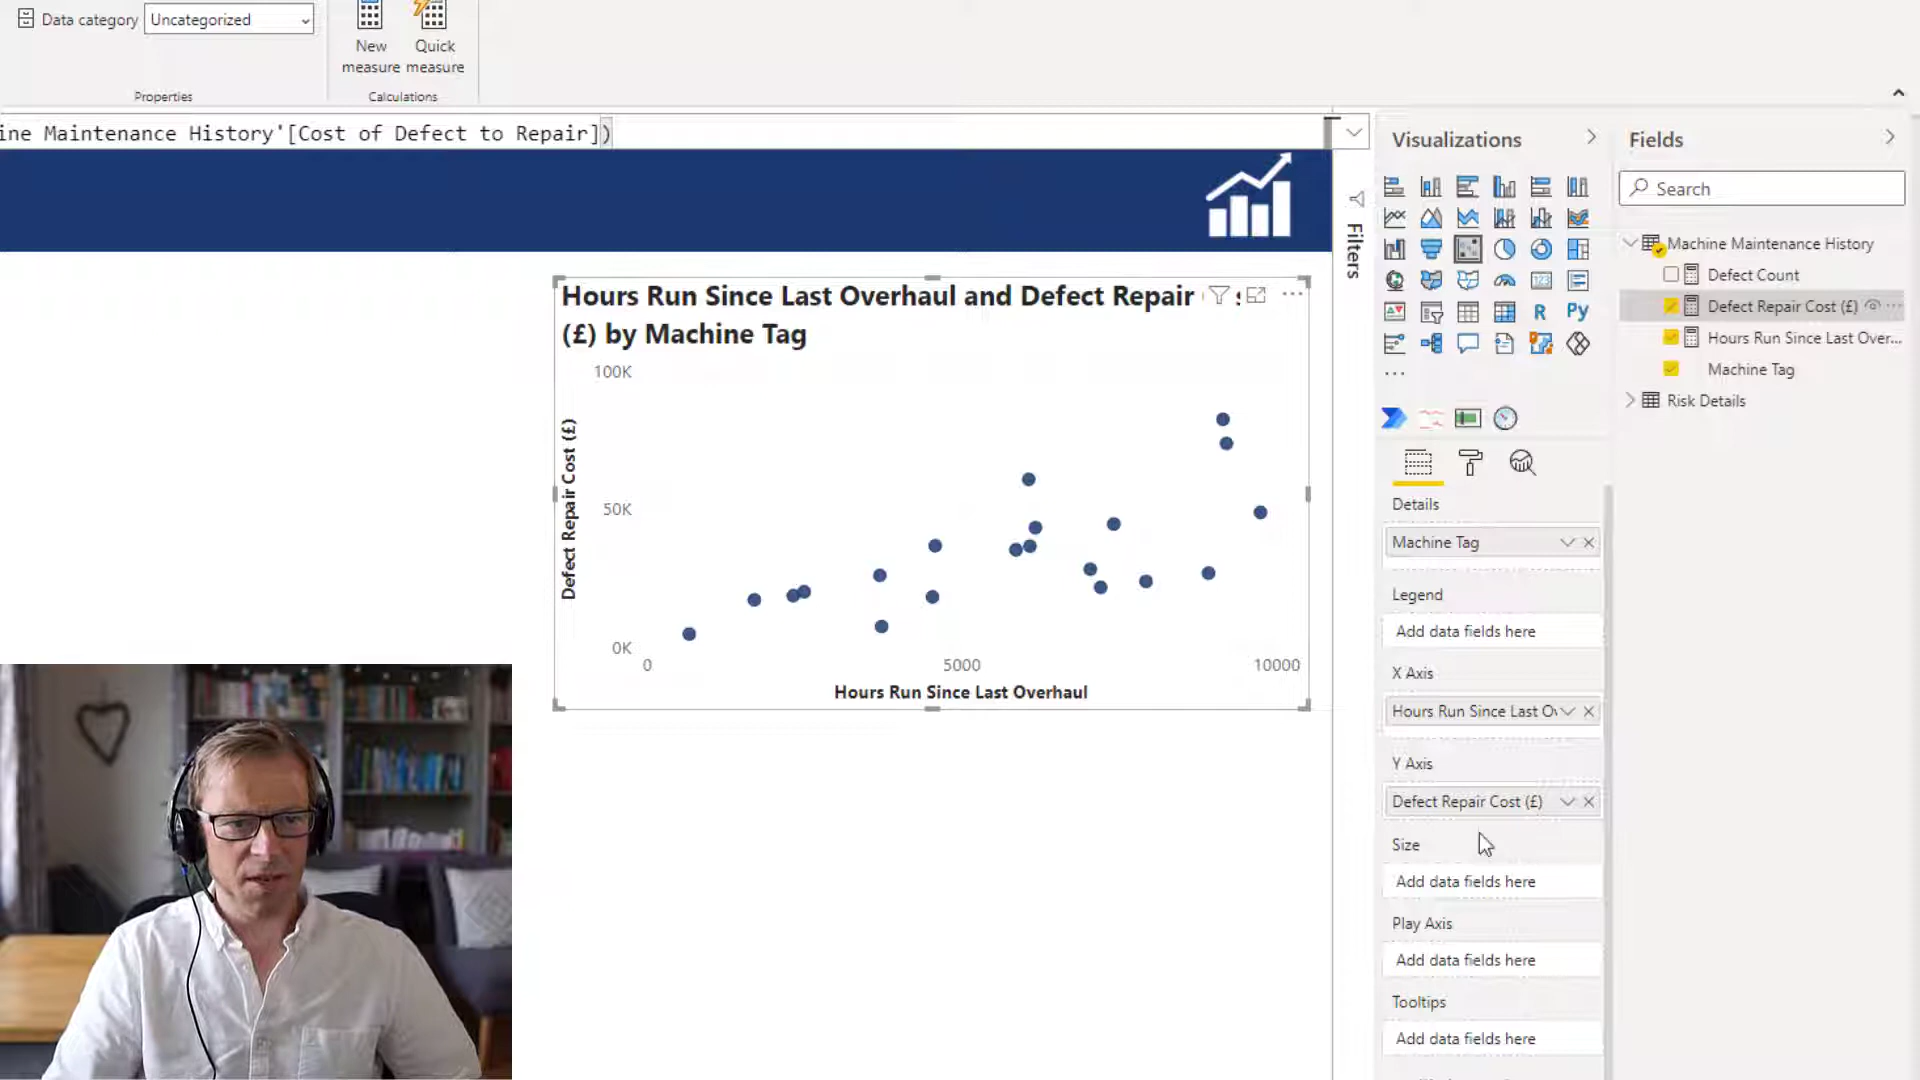 Data category Uncategorized
New
measure
Quick
measure
Properties
Calculations
ine Maintenance History'[Cost of Defect to Repair])
Filters
Hours Run Since Last Overhaul and Defect Repair
(£) by Machine Tag
100K
50K
0K
Defect Repair Cost (£)
0
5000
10000
Hours Run Since Last Overhaul
Visualizations
123
R
Py
...
Details
Machine Tag
Legend
Add data fields here
X Axis
Hours Run Since Last Ov
Y Axis
Defect Repair Cost (£)
Size
Add data fields here
Play Axis
Add data fields here
Tooltips
Add data fields here
Fields
Search
Machine Maintenance History
Defect Count
Defect Repair Cost (£)
Hours Run Since Last Over...
Machine Tag
Risk Details